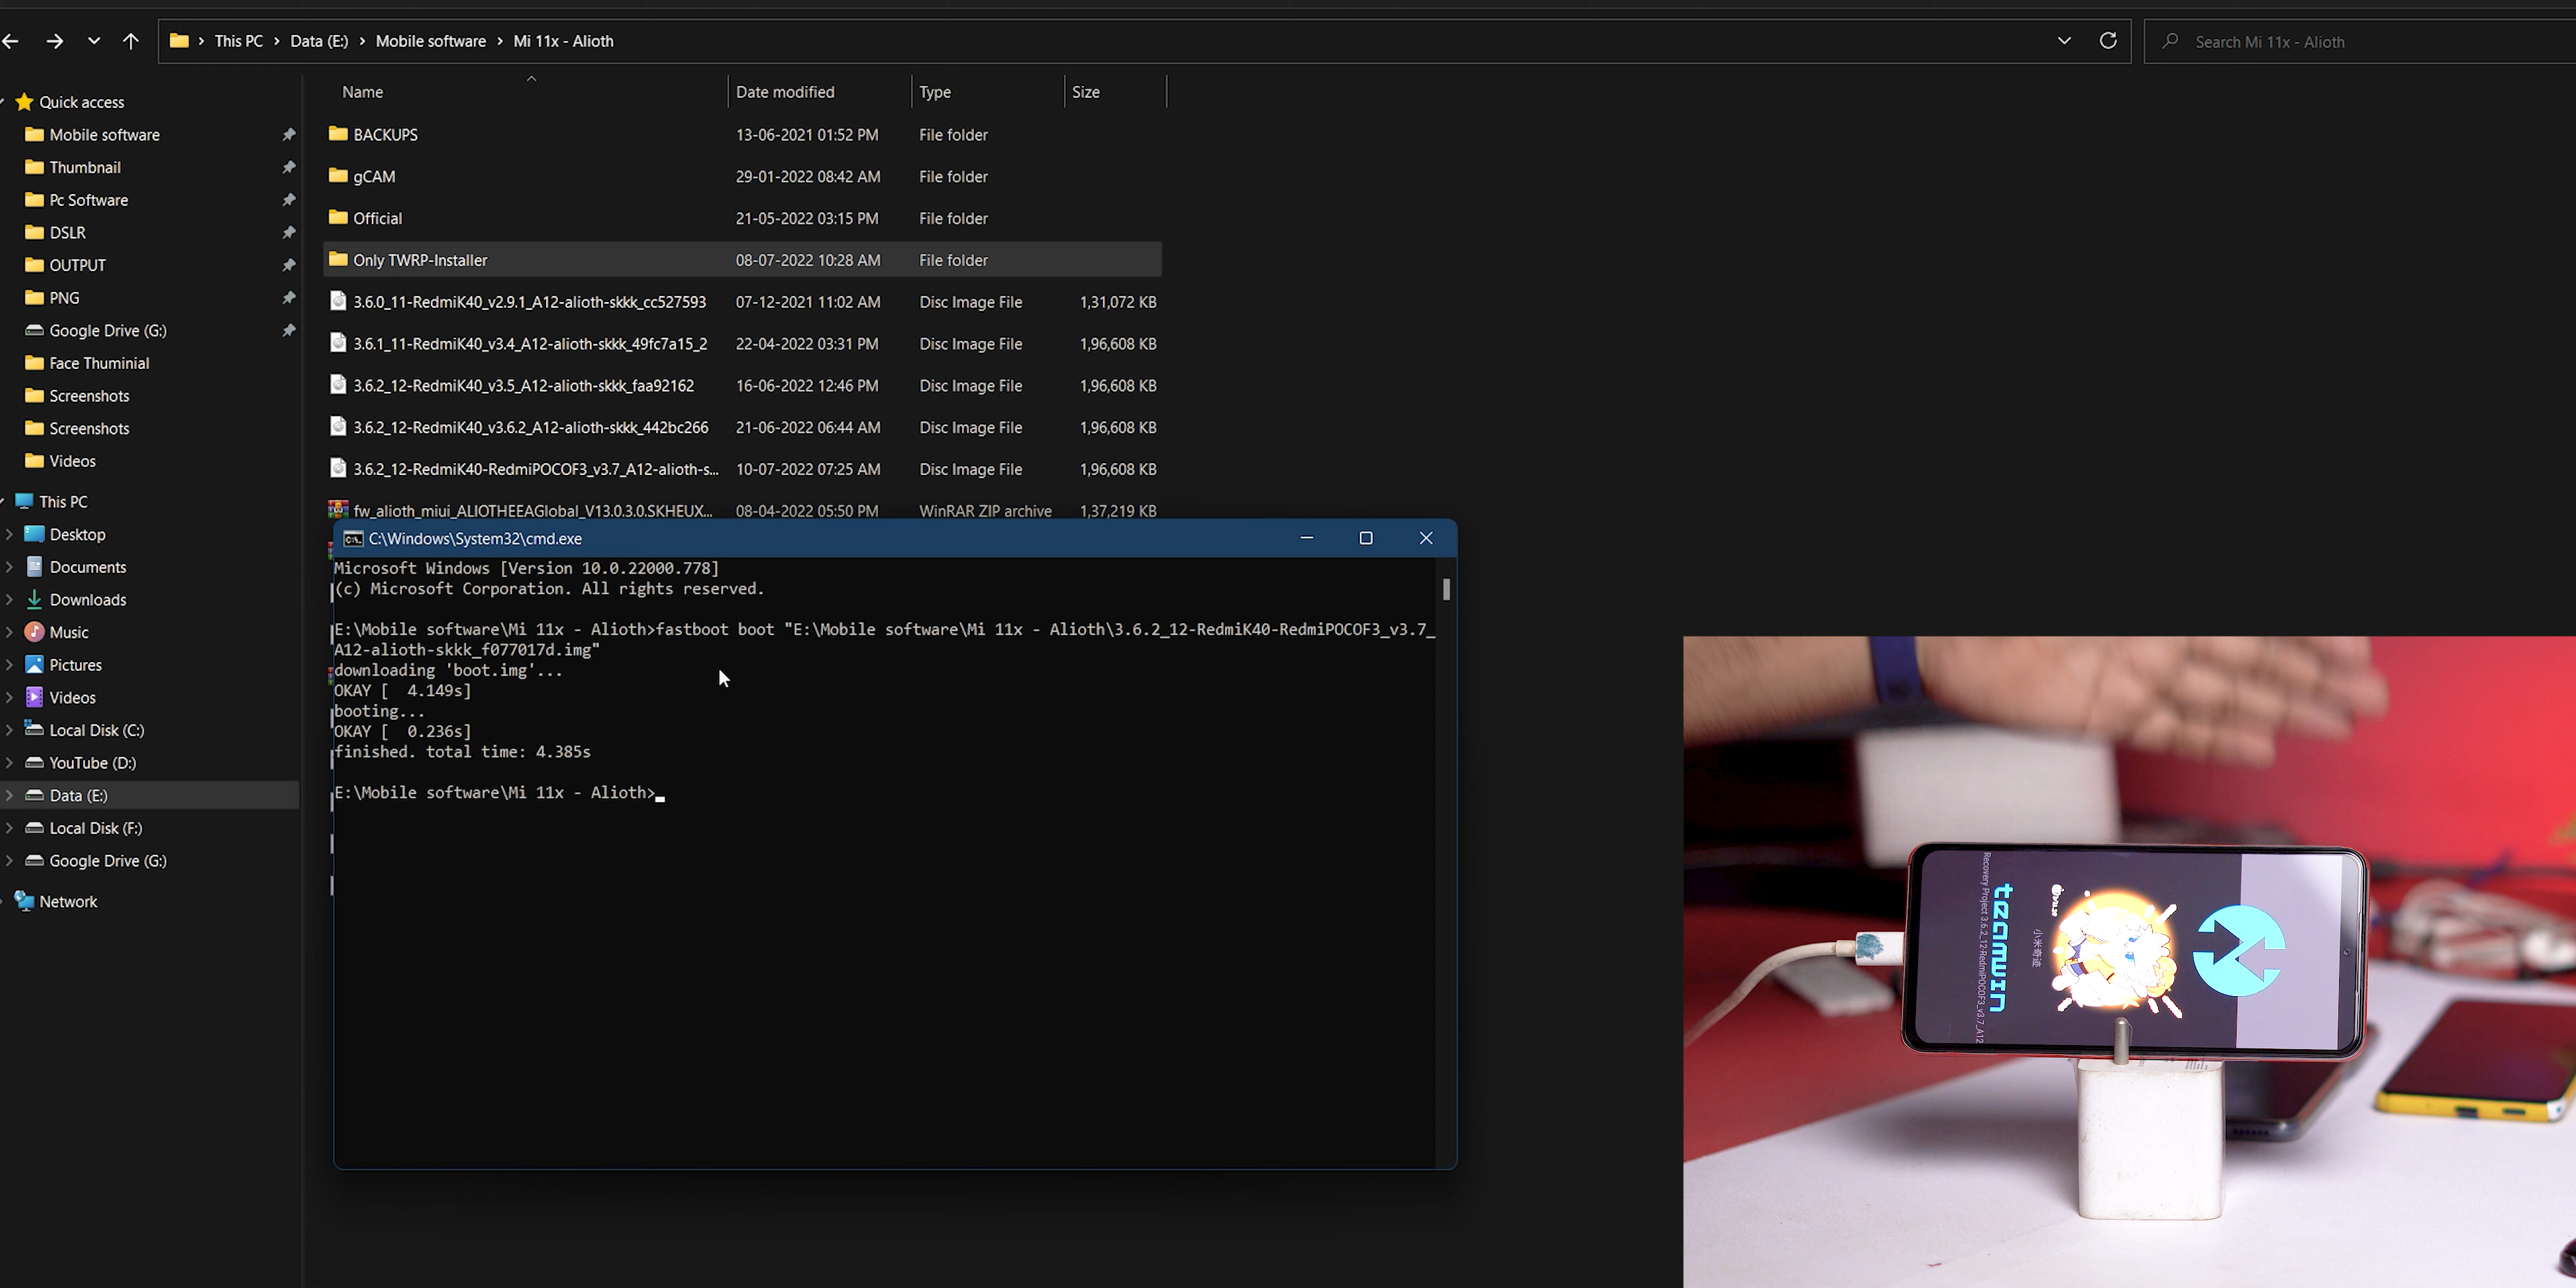 This PC > Data (E:) > Mobile software > Mi 11x - Alioth
Search Mi 11x - Alioth
Quick access
Mobile software
Thumbnail
Pc Software
DSLR
OUTPUT
PNG
Google Drive (G:)
Face Thuminial
Screenshots
Screenshots
Videos
This PC
Desktop
Documents
Downloads
Music
Pictures
Videos
Local Disk (C:)
YouTube (D:)
Data (E:)
Local Disk (F:)
Google Drive (G:)
Network
Name Date modified Type Size
BACKUPS 13-06-2021 01:52 PM File folder
gCAM 29-01-2022 08:42 AM File folder
Official 21-05-2022 03:15 PM File folder
Only TWRP-Installer 08-07-2022 10:28 AM File folder
3.6.0_11-RedmiK40_v2.9.1_A12-alioth-skkk_cc527593 07-12-2021 11:02 AM Disc Image File 1,31,072 KB
3.6.1_11-RedmiK40_v3.4_A12-alioth-skkk_49fc7a15_2 22-04-2022 03:31 PM Disc Image File 1,96,608 KB
3.6.2_12-RedmiK40_v3.5_A12-alioth-skkk_faa92162 16-06-2022 12:46 PM Disc Image File 1,96,608 KB
3.6.2_12-RedmiK40_v3.6.2_A12-alioth-skkk_442bc266 21-06-2022 06:44 AM Disc Image File 1,96,608 KB
3.6.2_12-RedmiK40-RedmiPOCOF3_v3.7_A12-alioth-s... 10-07-2022 07:25 AM Disc Image File 1,96,608 KB
fw_alioth_miui_ALIOTHEEAGlobal_V13.0.3.0.SKHEUX... 08-04-2022 05:50 PM WinRAR ZIP archive 1,37,219 KB
C:\Windows\System32\cmd.exe
Microsoft Windows [Version 10.0.22000.778]
(c) Microsoft Corporation. All rights reserved.
E:\Mobile software\Mi 11x - Alioth>fastboot boot "E:\Mobile software\Mi 11x - Alioth\3.6.2_12-RedmiK40-RedmiPOCOF3_v3.7_
A12-alioth-skkk_f077017d.img"
downloading 'boot.img'...
OKAY [  4.149s]
booting...
OKAY [  0.236s]
finished. total time: 4.385s
E:\Mobile software\Mi 11x - Alioth>
小米奇迹
teamwin
Recovery Project 3.6.2_12-RedmiPOCOF3_v3.7_A12